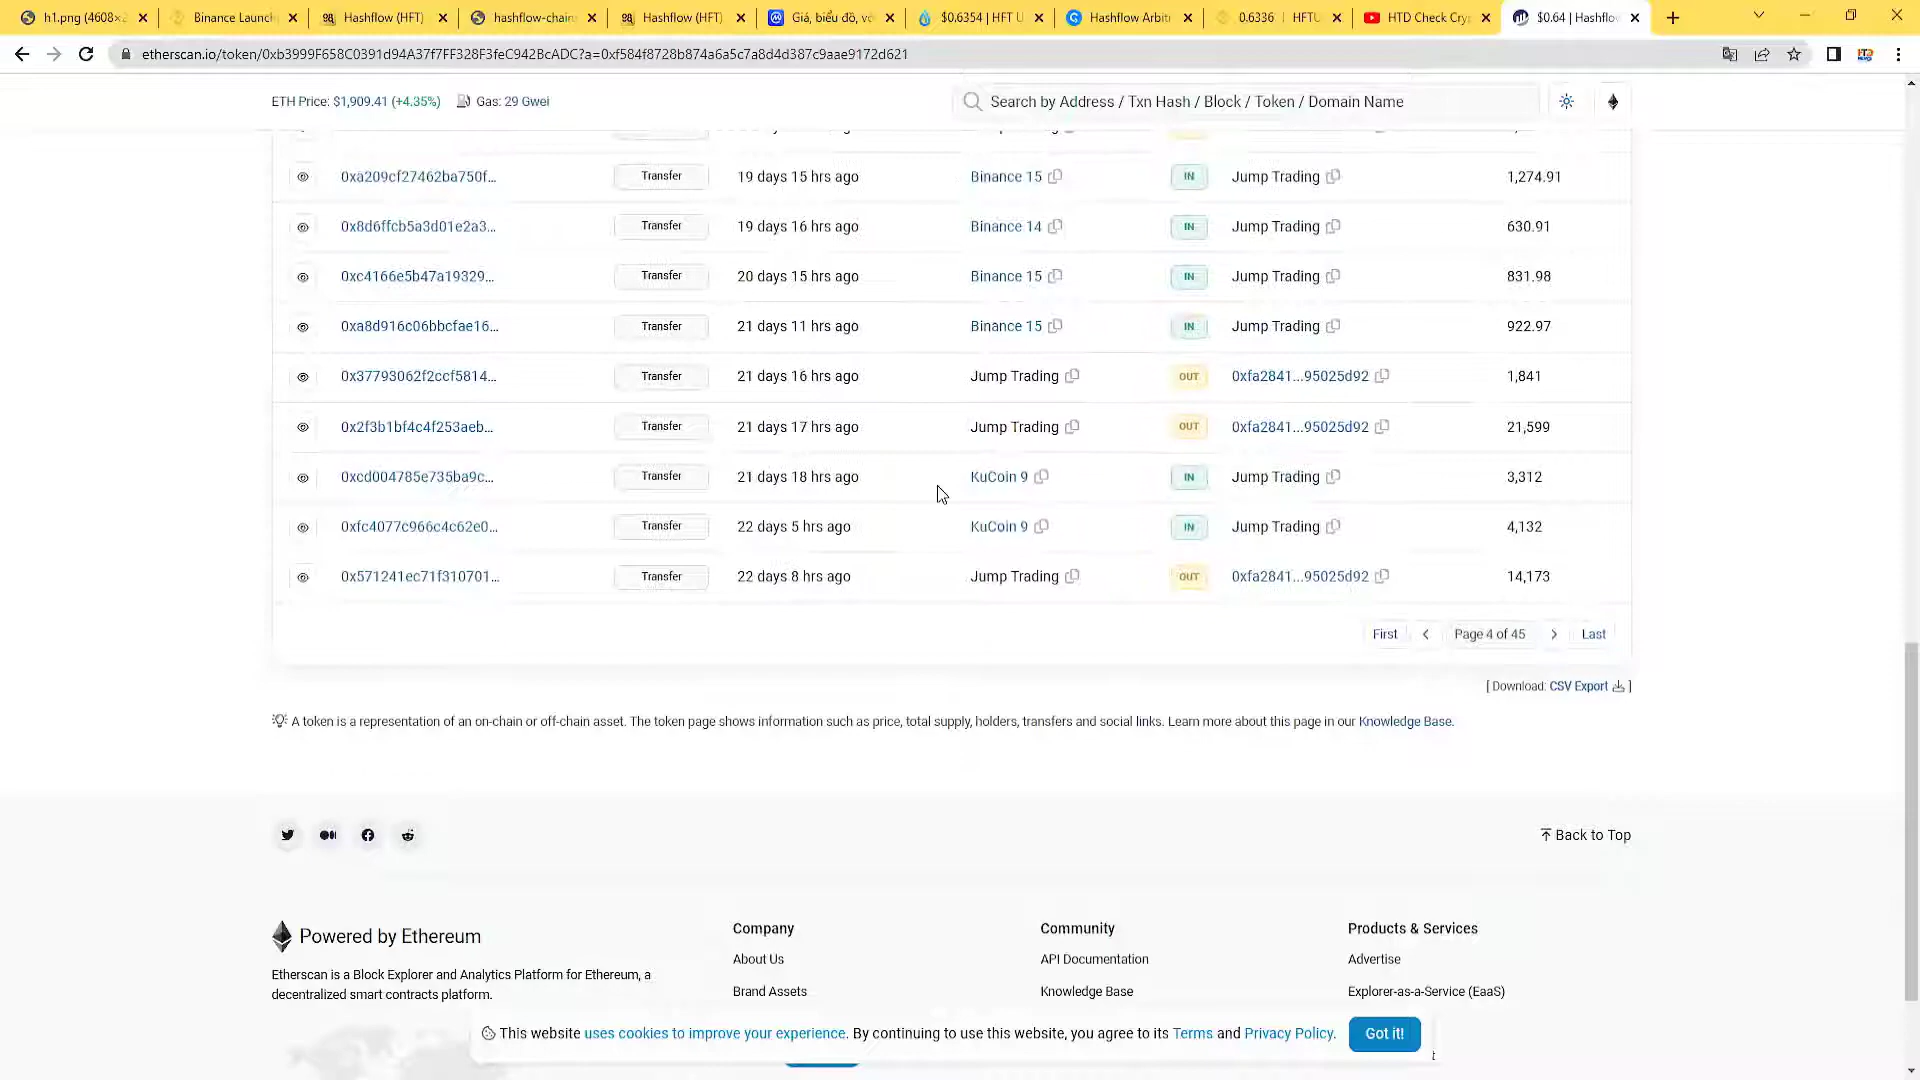 h1.png (4608×2
Binance Launch
Hashflow (HFT)
hashflow-chain
Hashflow (HFT)
Giá, biểu đồ, vố
$0.6354 | HFT U
Hashflow Arbit
0.6336 | HFTU
HTD Check Cry
$0.64 | Hashflow
etherscan.io/token/0xb3999F658C0391d94A37f7FF328F3feC942BcADC?a=0xf584f8728b874a6a5c7a8d4d387c9aae9172d621
ETH Price: $1,909.41 (+4.35%) Gas: 29 Gwei
Search by Address / Txn Hash / Block / Token / Domain Name
0xa209cf27462ba750f... Transfer 19 days 15 hrs ago Binance 15 IN Jump Trading 1,274.91
0x8d6ffcb5a3d01e2a3... Transfer 19 days 16 hrs ago Binance 14 IN Jump Trading 630.91
0xc4166e5b47a19329... Transfer 20 days 15 hrs ago Binance 15 IN Jump Trading 831.98
0xa8d916c06bbcfae16... Transfer 21 days 11 hrs ago Binance 15 IN Jump Trading 922.97
0x37793062f2ccf5814... Transfer 21 days 16 hrs ago Jump Trading OUT 0xfa2841...95025d92 1,841
0x2f3b1bf4c4f253aeb... Transfer 21 days 17 hrs ago Jump Trading OUT 0xfa2841...95025d92 21,599
0xcd004785e735ba9c... Transfer 21 days 18 hrs ago KuCoin 9 IN Jump Trading 3,312
0xfc4077c966c4c62e0... Transfer 22 days 5 hrs ago KuCoin 9 IN Jump Trading 4,132
0x571241ec71f310701... Transfer 22 days 8 hrs ago Jump Trading OUT 0xfa2841...95025d92 14,173
First Page 4 of 45 Last
[ Download: CSV Export ]
A token is a representation of an on-chain or off-chain asset. The token page shows information such as price, total supply, holders, transfers and social links. Learn more about this page in our Knowledge Base.
Back to Top
Powered by Ethereum
Etherscan is a Block Explorer and Analytics Platform for Ethereum, a
decentralized smart contracts platform.
Company
About Us
Brand Assets
Community
API Documentation
Knowledge Base
Products & Services
Advertise
Explorer-as-a-Service (EaaS)
This website uses cookies to improve your experience. By continuing to use this website, you agree to its Terms and Privacy Policy.
Got it!